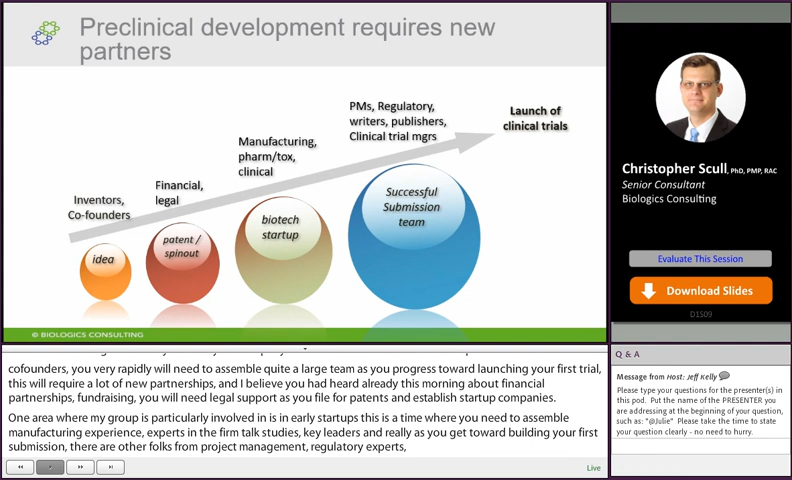 Preclinical development requires new
partners
PMs, Regulatory,
writers, publishers,
Clinical trial mgrs
Launch of
clinical trials
Manufacturing,
pharm/tox,
clinical
Financial,
legal
Inventors,
Co-founders
idea
patent /
spinout
biotech
startup
Successful
Submission
team
© BIOLOGICS CONSULTING
Christopher Scull, PhD, PMP, RAC
Senior Consultant
Biologics Consulting
Evaluate This Session
Download Slides
D1S09
cofounders, you very rapidly will need to assemble quite a large team as you progress toward launching your first trial,
this will require a lot of new partnerships, and I believe you had heard already this morning about financial
partnerships, fundraising, you will need legal support as you file for patents and establish startup companies.
One area where my group is particularly involved in is in early startups this is a time where you need to assemble
manufacturing experience, experts in the firm talk studies, key leaders and really as you get toward building your first
submission, there are other folks from project management, regulatory experts,
Live
Q & A
Message from Host: Jeff Kelly
Please type your questions for the presenter(s) in
this pod. Put the name of the PRESENTER you
are addressing at the beginning of your question,
such as: "@Julie" Please take the time to state
your question clearly - no need to hurry.